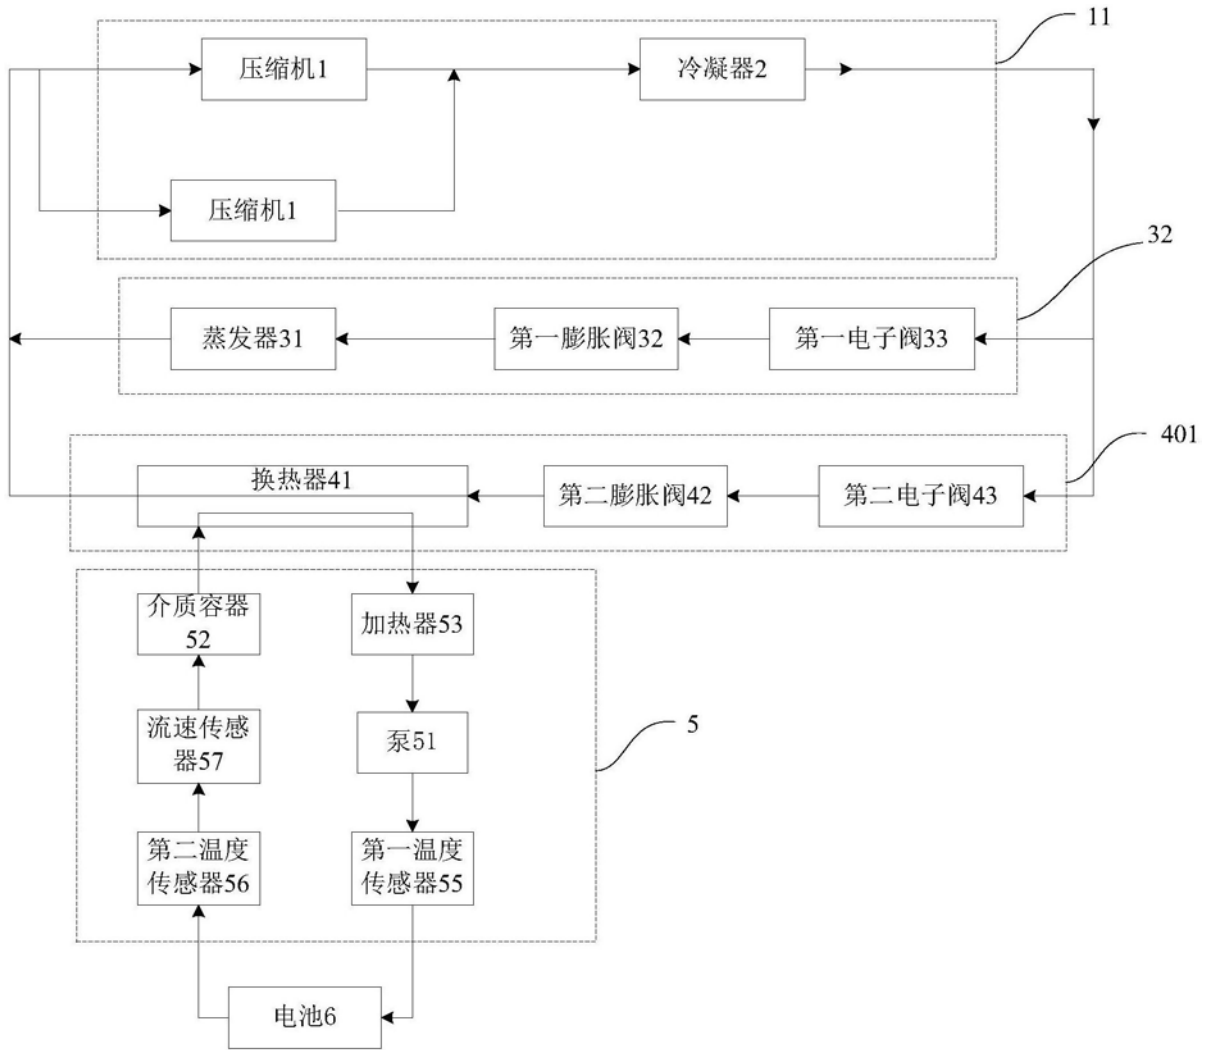 11
压缩机1
冷凝器2
压缩机1
32
蒸发器31
第一膨胀阀32
第一电子阀33
401
换热器41
第二膨胀阀42
第二电子阀43
介质容器
52
加热器53
流速传感
器57
泵51
5
第二温度
传感器56
第一温度
传感器55
电池6